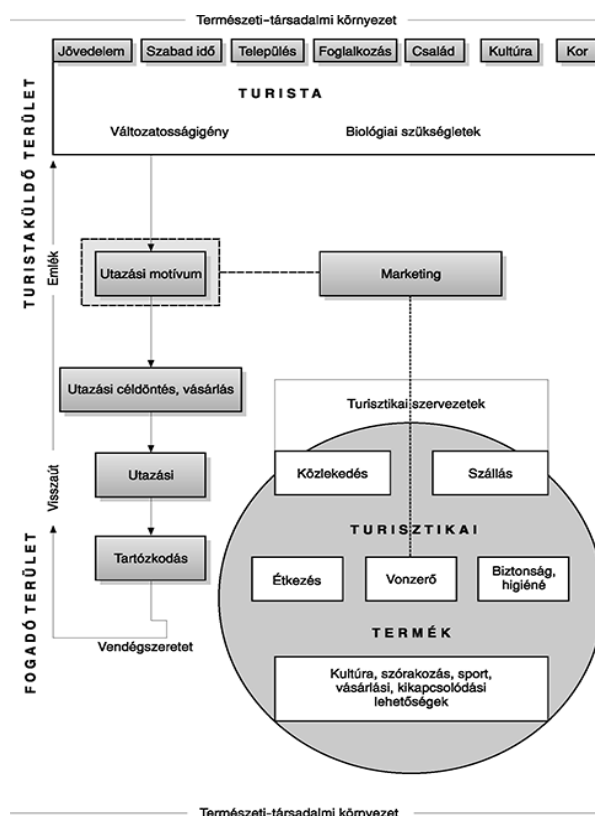 Természeti-társadalmi környezet
Jövedelem
Szabad idő
Település
Foglalkozás
Család
Kultúra
Kor
TURISTA
Változatosságigény
Biológiai szükségletek
TURISTAKÜLDŐ TERÜLET
Emlék
Utazási motívum
Marketing
Utazási céldöntés, vásárlás
Turisztikai szervezetek
Visszaút
Utazási
Közlekedés
Szállás
TURISZTIKAI
Tartózkodás
Étkezés
Vonzerő
Biztonság,
higiéné
FOGADÓ TERÜLET
Vendégszeretet
TERMÉK
Kultúra, szórakozás, sport,
vásárlási, kikapcsolódási
lehetőségek
Természeti-társadalmi környezet